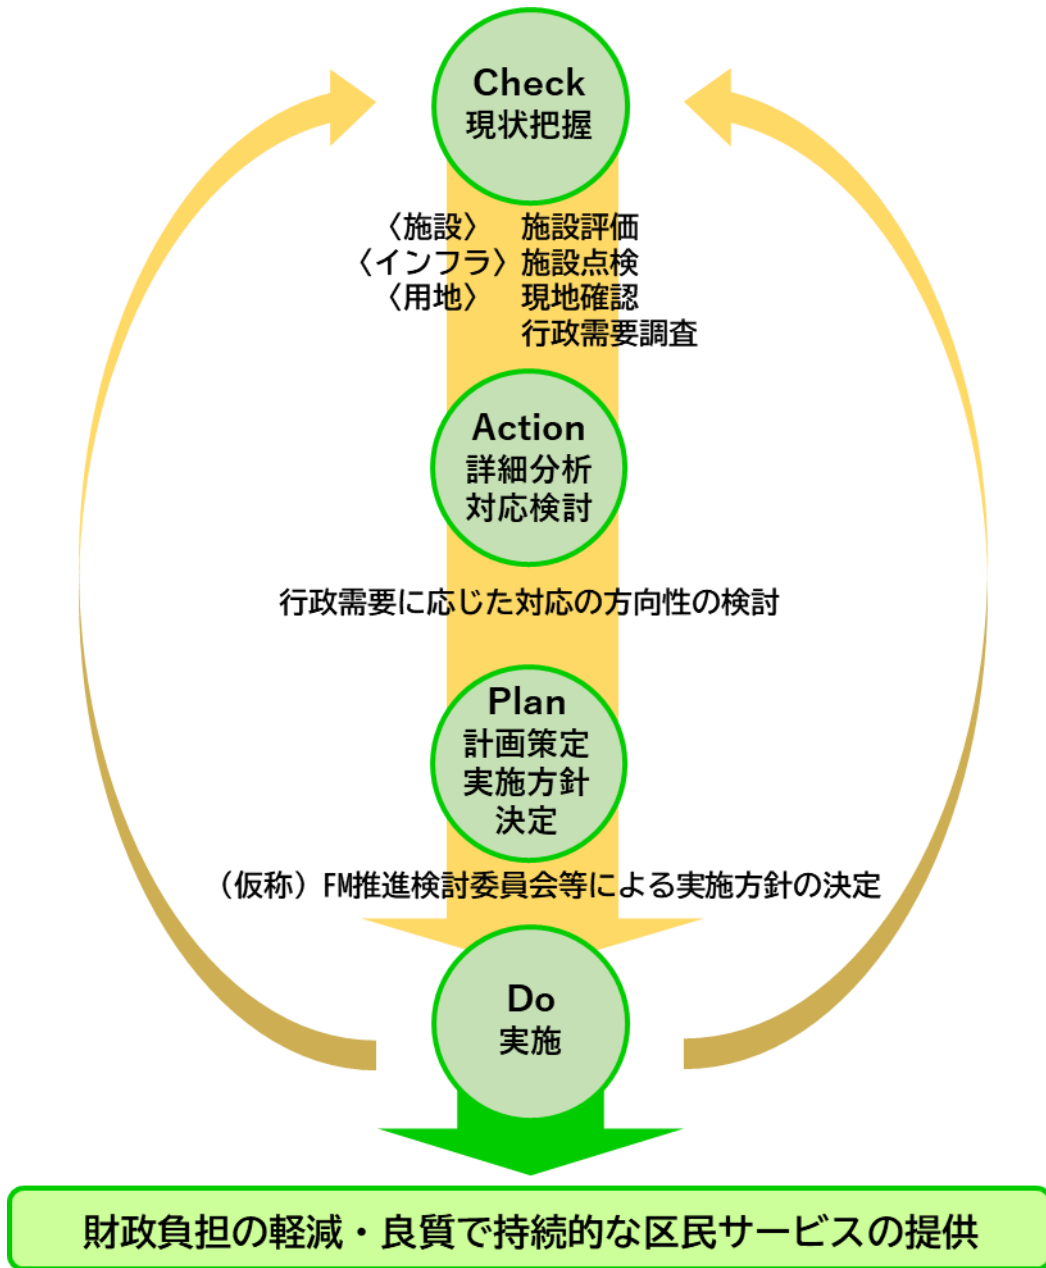 Check
現状把握
〈施設〉 施設評価
〈インフラ〉施設点検
〈用地〉 現地確認
行政需要調査
Action
詳細分析
対応検討
行政需要に応じた対応の方向性の検討
Plan
計画策定
実施方針
決定
（仮称）FM推進検討委員会等による実施方針の決定
Do
実施
財政負担の軽減・良質で持続的な区民サービスの提供